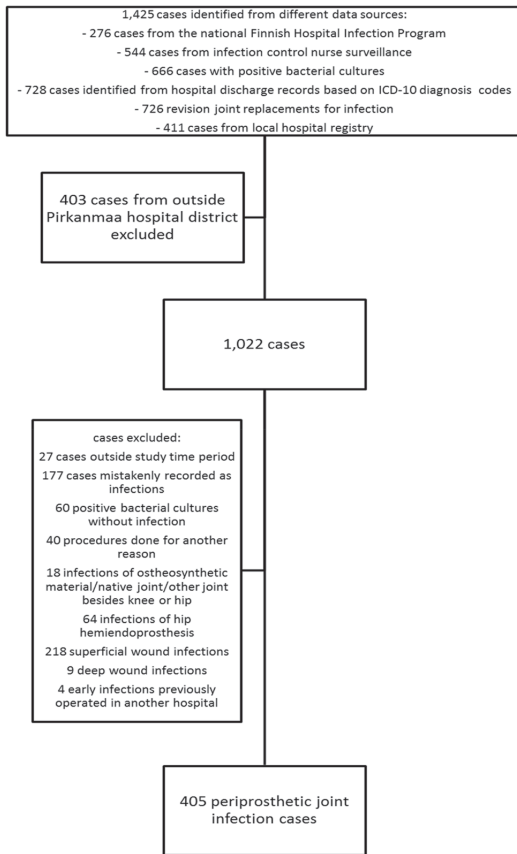 1,425 cases identified from different data sources:
- 276 cases from the national Finnish Hospital Infection Program
- 544 cases from infection control nurse surveillance
- 666 cases with positive bacterial cultures
- 728 cases identified from hospital discharge records based on ICD-10 diagnosis codes
- 726 revision joint replacements for infection
- 411 cases from local hospital registry
403 cases from outside
Pirkanmaa hospital district
excluded
1,022 cases
cases excluded:
27 cases outside study time period
177 cases mistakenly recorded as
infections
60 positive bacterial cultures
without infection
40 procedures done for another
reason
18 infections of ostheosynthetic
material/native joint/other joint
besides knee or hip
64 infections of hip
hemiendoprosthesis
218 superficial wound infections
9 deep wound infections
4 early infections previously
operated in another hospital
405 periprosthetic joint
infection cases